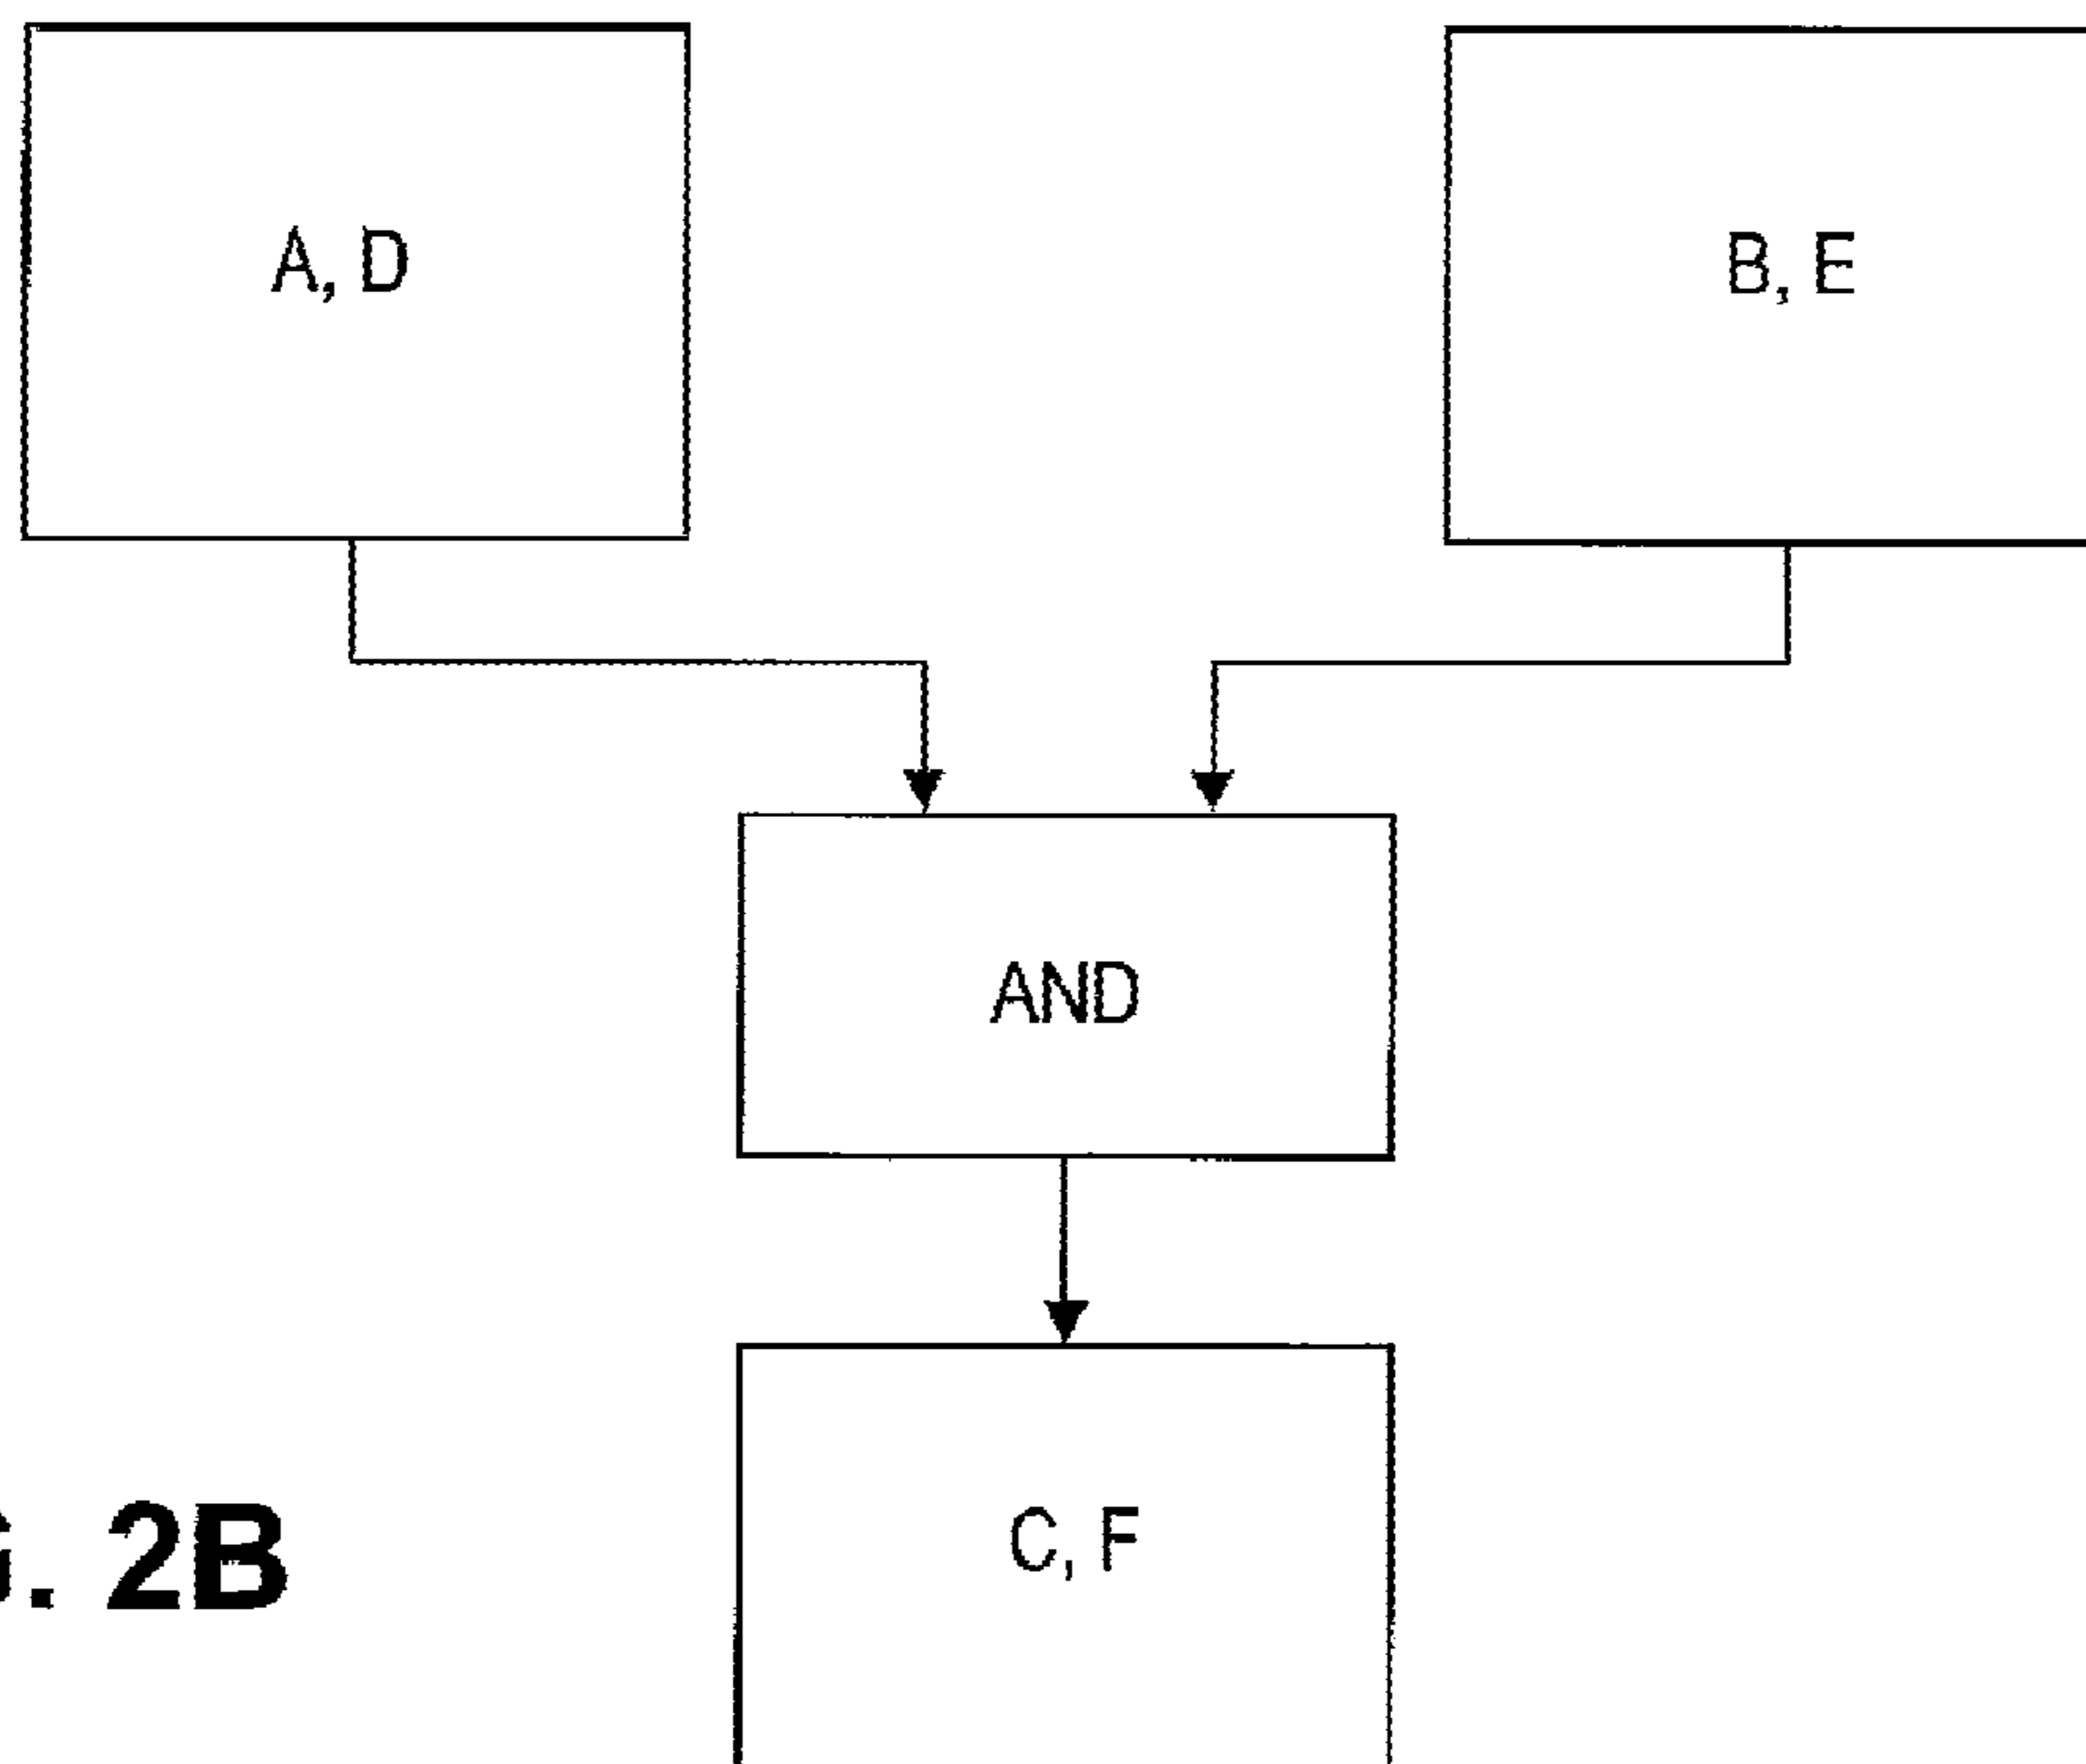 A, D
B, E
AND
C, F
. 2B